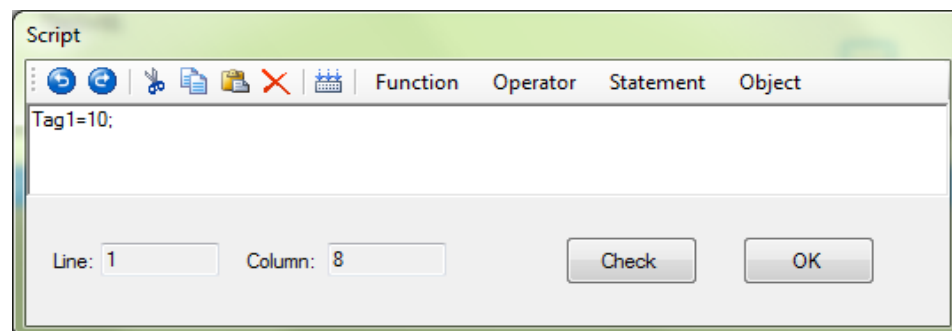 Script
Function Operator Statement Object
Tag1=10;
Line: 1 Column: 8 Check OK